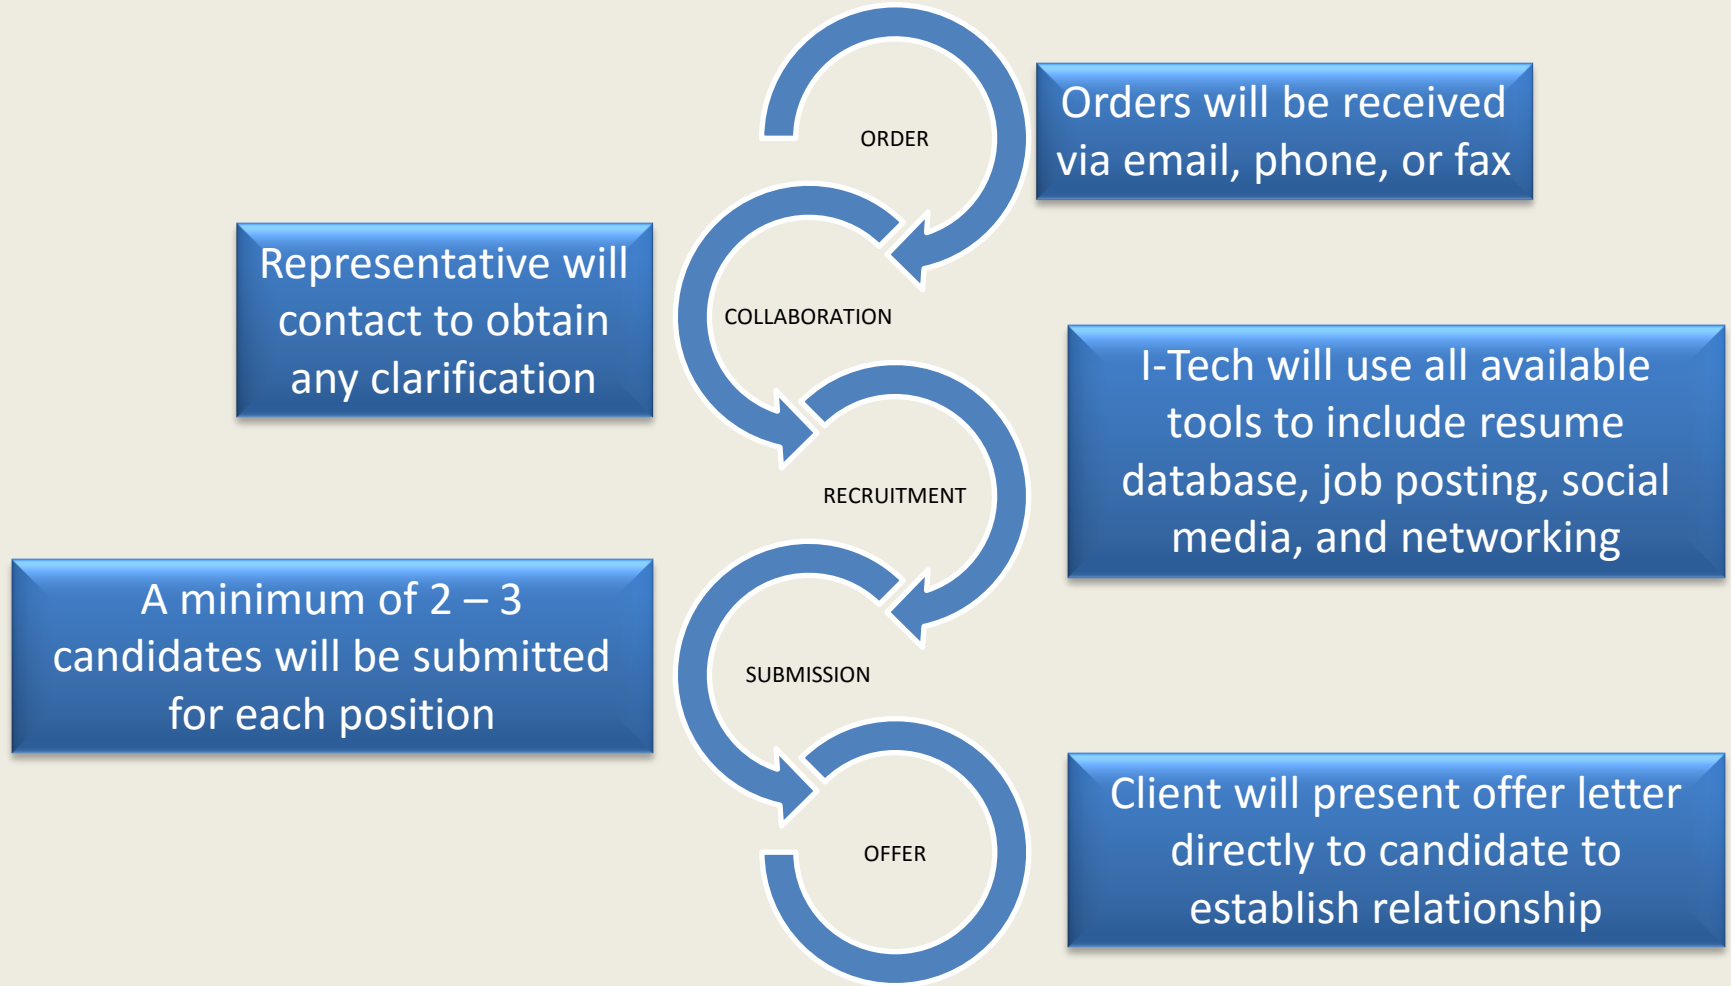 ORDER
Orders will be received
via email, phone, or fax
COLLABORATION
Representative will
contact to obtain
any clarification
RECRUITMENT
I-Tech will use all available
tools to include resume
database, job posting, social
media, and networking
SUBMISSION
A minimum of 2 – 3
candidates will be submitted
for each position
OFFER
Client will present offer letter
directly to candidate to
establish relationship